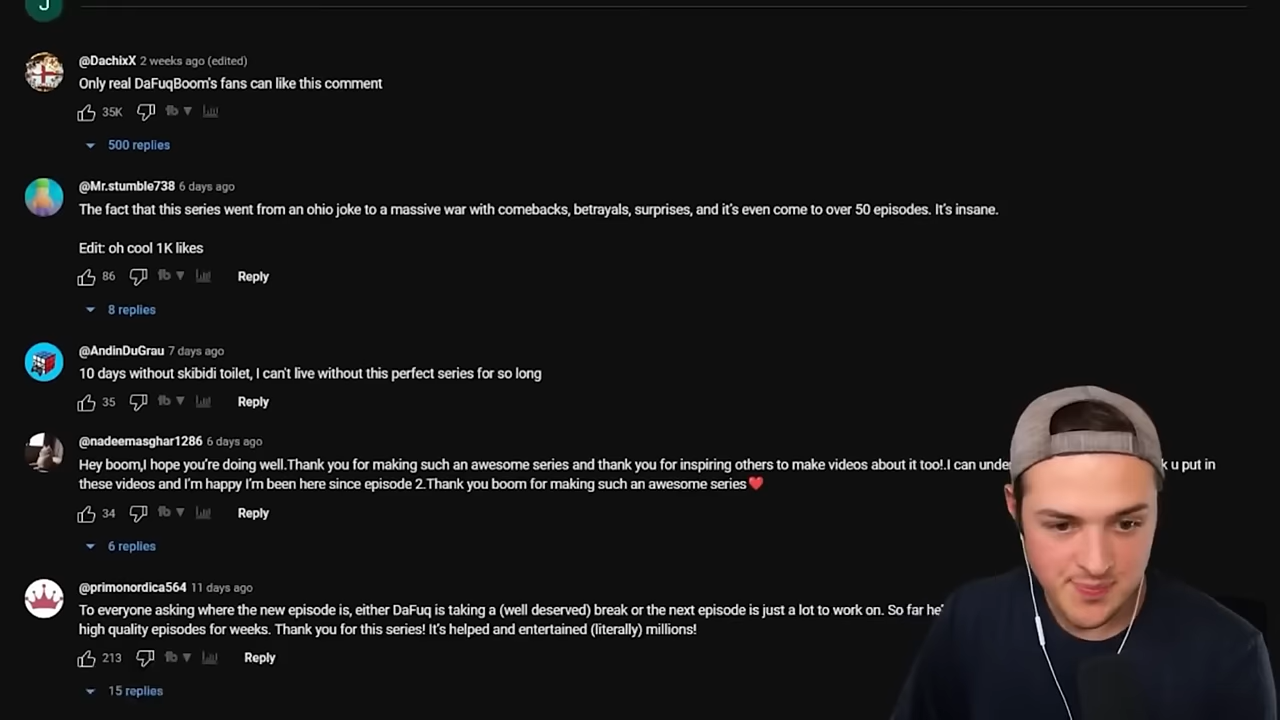 J
@DachixX 2 weeks ago (edited)
Only real DaFuqBoom's fans can like this comment
35K
500 replies
@Mr.stumble738 6 days ago
The fact that this series went from an ohio joke to a massive war with comebacks, betrayals, surprises, and it's even come to over 50 episodes. It's insane.
Edit: oh cool 1K likes
86 Reply
8 replies
@AndinDuGrau 7 days ago
10 days without skibidi toilet, I can't live without this perfect series for so long
35 Reply
@nadeemasghar1286 6 days ago
Hey boom,I hope you're doing well.Thank you for making such an awesome series and thank you for inspiring others to make videos about it too!.I can u put in
these videos and I'm happy I'm been here since episode 2.Thank you boom for making such an awesome series❤️
34 Reply
6 replies
@primonordica564 11 days ago
To everyone asking where the new episode is, either DaFuq is taking a (well deserved) break or the next episode is just a lot to work on. So far
high quality episodes for weeks. Thank you for this series! It's helped and entertained (literally) millions!
213 Reply
15 replies